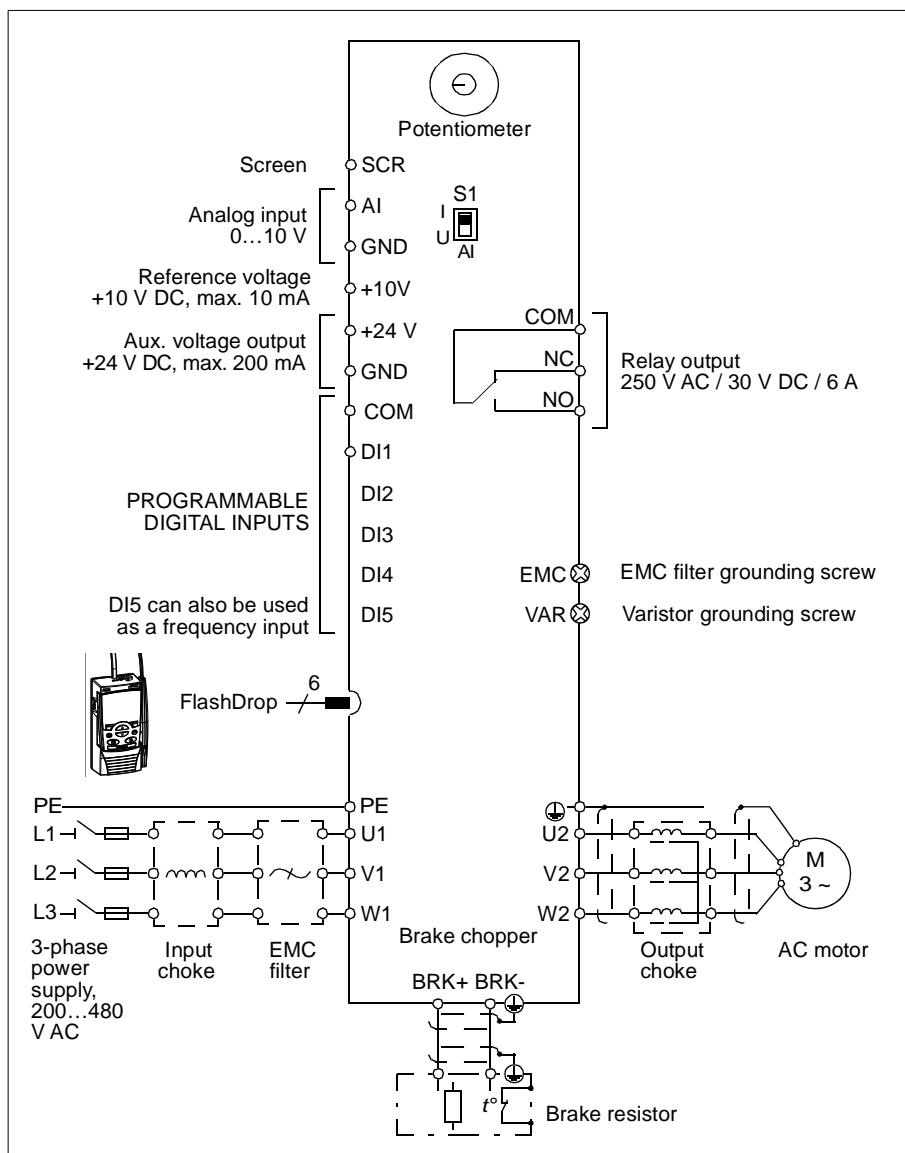 Potentiometer
Screen
SCR
S1
I
U
AI
Analog input
0…10 V
AI
GND
Reference voltage
+10 V DC, max. 10 mA
+10V
Aux. voltage output
+24 V DC, max. 200 mA
+24 V
GND
COM
NC
NO
Relay output
250 V AC / 30 V DC / 6 A
COM
DI1
DI2
DI3
DI4
DI5
PROGRAMMABLE
DIGITAL INPUTS
DI5 can also be used
as a frequency input
EMC
EMC filter grounding screw
VAR
Varistor grounding screw
FlashDrop
6
PE
PE
L1
U1
U2
L2
V1
V2
L3
W1
W2
M
3 ~
3-phase
power
supply,
200…480
V AC
Input
choke
EMC
filter
Brake chopper
Output
choke
AC motor
BRK+ BRK-
t°
Brake resistor